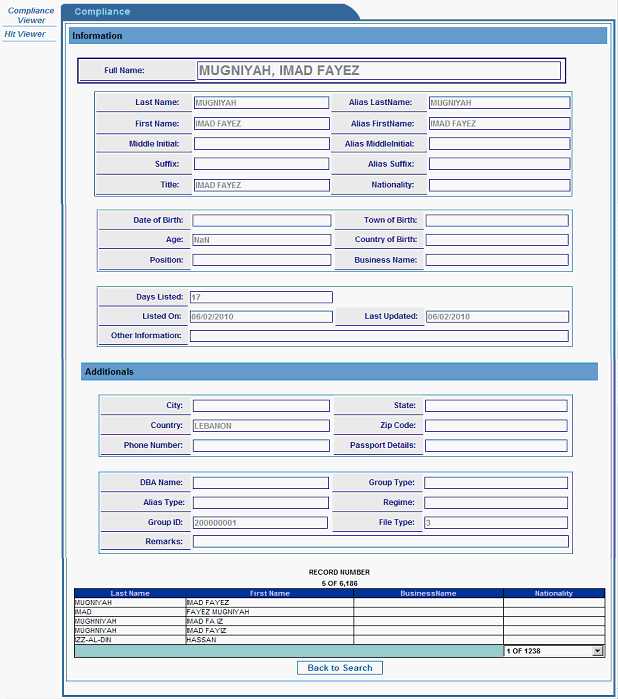 Compliance Viewer
Hit Viewer
Compliance
Information
Full Name: MUGNIYAH, IMAD FAYEZ
Last Name: MUGNIYAH Alias LastName: MUGNIYAH
First Name: IMAD FAYEZ Alias FirstName: IMAD FAYEZ
Middle Initial: Alias MiddleInitial:
Suffix: Alias Suffix:
Title: IMAD FAYEZ Nationality:
Date of Birth: Town of Birth:
Age: NaN Country of Birth:
Position: Business Name:
Days Listed: 17
Listed On: 06/02/2010 Last Updated: 06/02/2010
Other Information:
Additionals
City: State:
Country: LEBANON Zip Code:
Phone Number: Passport Details:
DBA Name: Group Type:
Alias Type: Regime:
Group ID: 200000001 File Type: 3
Remarks:
RECORD NUMBER
5 OF 6,186
Last Name First Name BusinessName Nationality
MUGNIYAH IMAD FAYEZ
IMAD FAYEZ MUGNIYAH
MUGHNIYAH IMAD FA IZ
MUGHNIYAH IMAD FAYIZ
IZZ-AL-DIN HASSAN
1 OF 1238
Back to Search